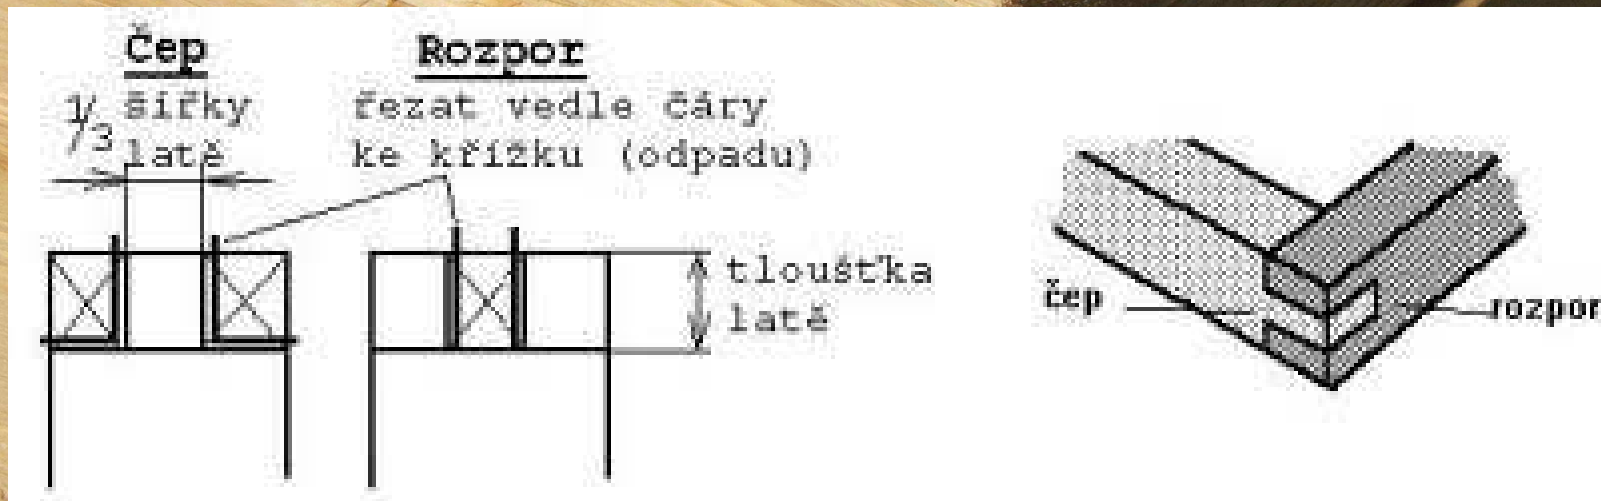 Čep
1/3 šířky
latě
Rozpor
řezat vedle čáry
ke křížku (odpadu)
tloušťka
latě
čep
rozpor